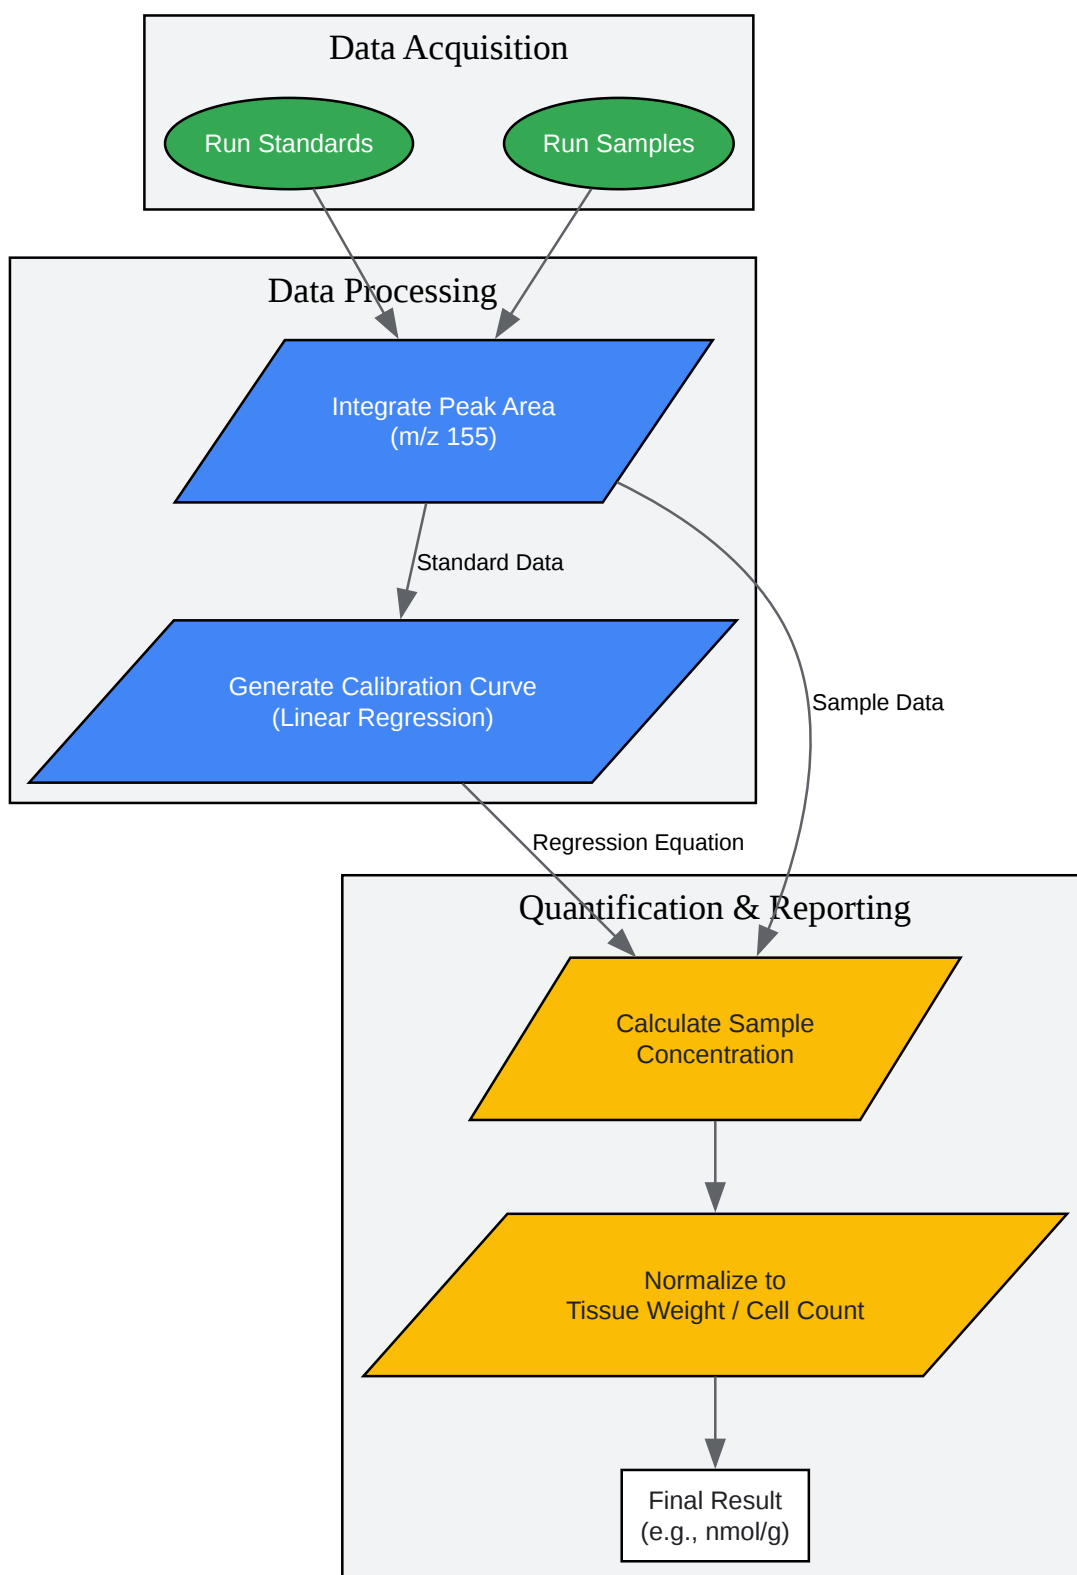 Data Acquisition
Run Standards
Run Samples
Data Processing
Integrate Peak Area
(m/z 155)
Standard Data
Generate Calibration Curve
(Linear Regression)
Sample Data
Regression Equation
Quantification & Reporting
Calculate Sample
Concentration
Normalize to
Tissue Weight / Cell Count
Final Result
(e.g., nmol/g)